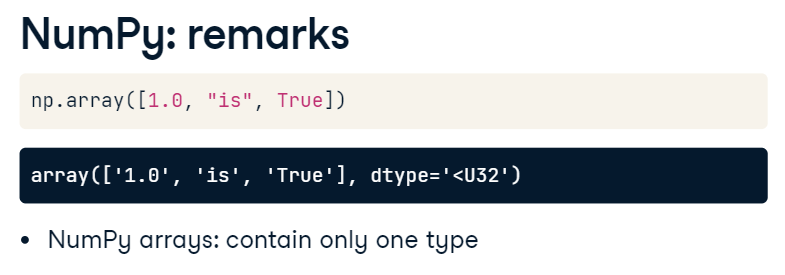 NumPy: remarks
np.array([1.0, "is", True])
array(['1.0', 'is', 'True'], dtype='<U32')
• NumPy arrays: contain only one type